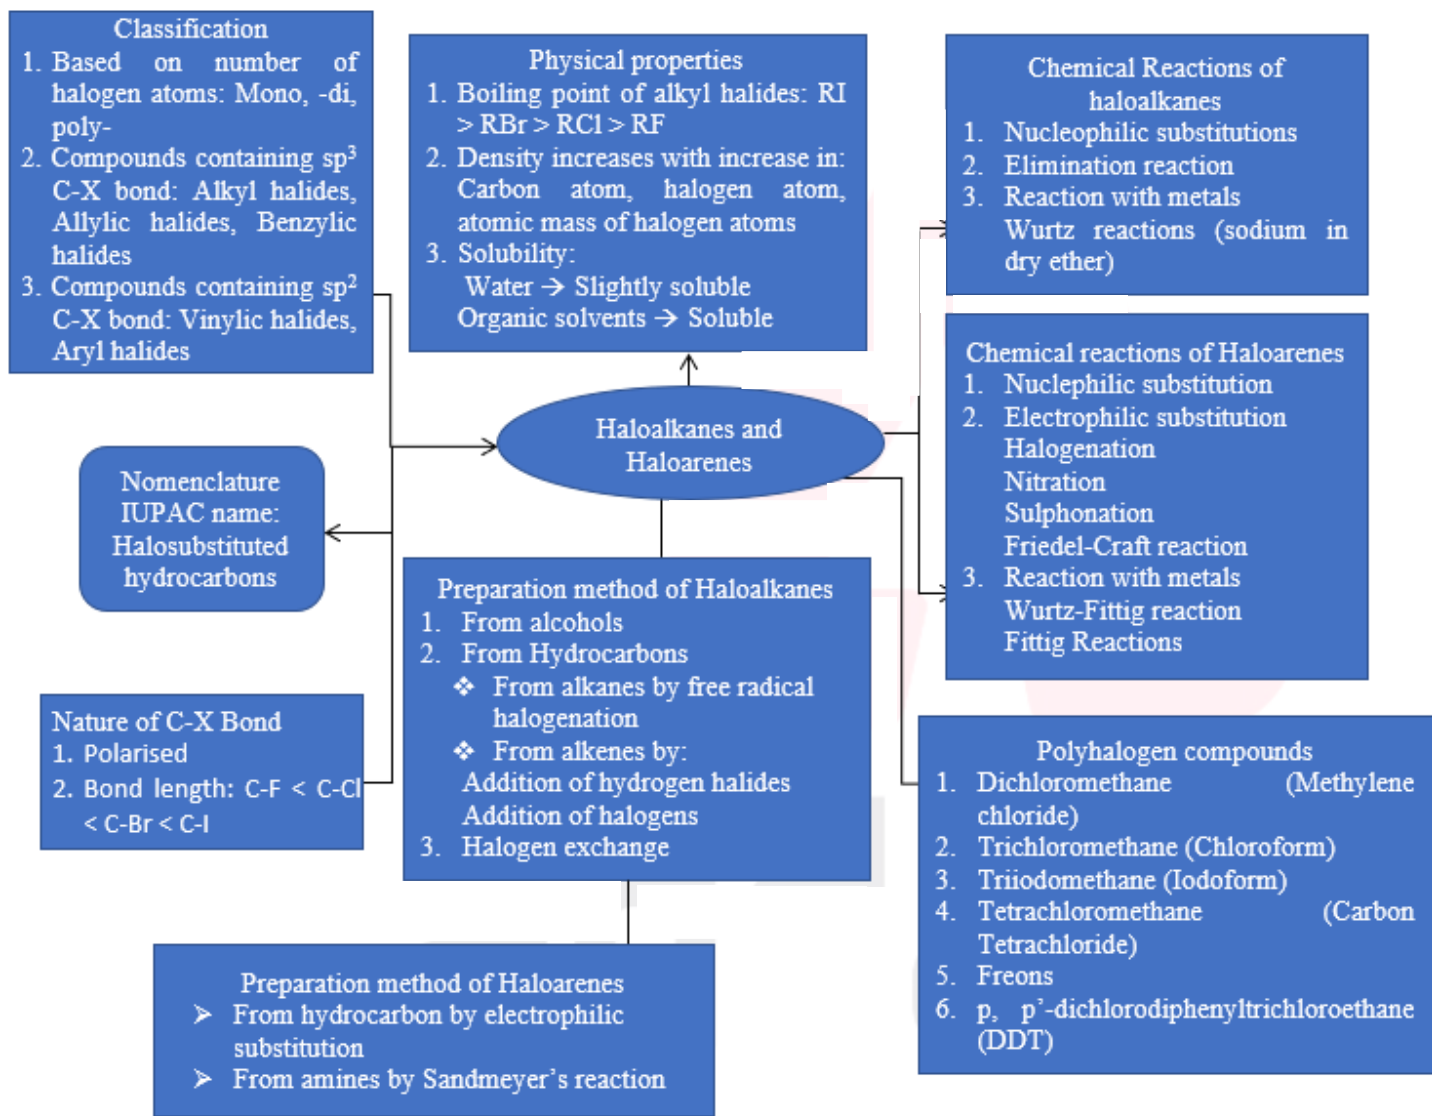 Classification
1. Based on number of
halogen atoms: Mono, -di,
poly-
2. Compounds containing sp³
C-X bond: Alkyl halides,
Allylic halides, Benzylic
halides
3. Compounds containing sp²
C-X bond: Vinylic halides,
Aryl halides
Physical properties
1. Boiling point of alkyl halides: RI
> RBr > RCl > RF
2. Density increases with increase in:
Carbon atom, halogen atom,
atomic mass of halogen atoms
3. Solubility:
Water → Slightly soluble
Organic solvents → Soluble
Chemical Reactions of
haloalkanes
1. Nucleophilic substitutions
2. Elimination reaction
3. Reaction with metals
Wurtz reactions (sodium in
dry ether)
Chemical reactions of Haloarenes
1. Nuclephilic substitution
2. Electrophilic substitution
Halogenation
Nitration
Sulphonation
Friedel-Craft reaction
3. Reaction with metals
Wurtz-Fittig reaction
Fittig Reactions
Haloalkanes and
Haloarenes
Nomenclature
IUPAC name:
Halosubstituted
hydrocarbons
Preparation method of Haloalkanes
1. From alcohols
2. From Hydrocarbons
❖ From alkanes by free radical
halogenation
❖ From alkenes by:
Addition of hydrogen halides
Addition of halogens
3. Halogen exchange
Nature of C-X Bond
1. Polarised
2. Bond length: C-F < C-Cl
< C-Br < C-I
Polyhalogen compounds
1. Dichloromethane (Methylene
chloride)
2. Trichloromethane (Chloroform)
3. Triiodomethane (Iodoform)
4. Tetrachloromethane (Carbon
Tetrachloride)
5. Freons
6. p, p’-dichlorodiphenyltrichloroethane
(DDT)
Preparation method of Haloarenes
➢ From hydrocarbon by electrophilic
substitution
➢ From amines by Sandmeyer’s reaction